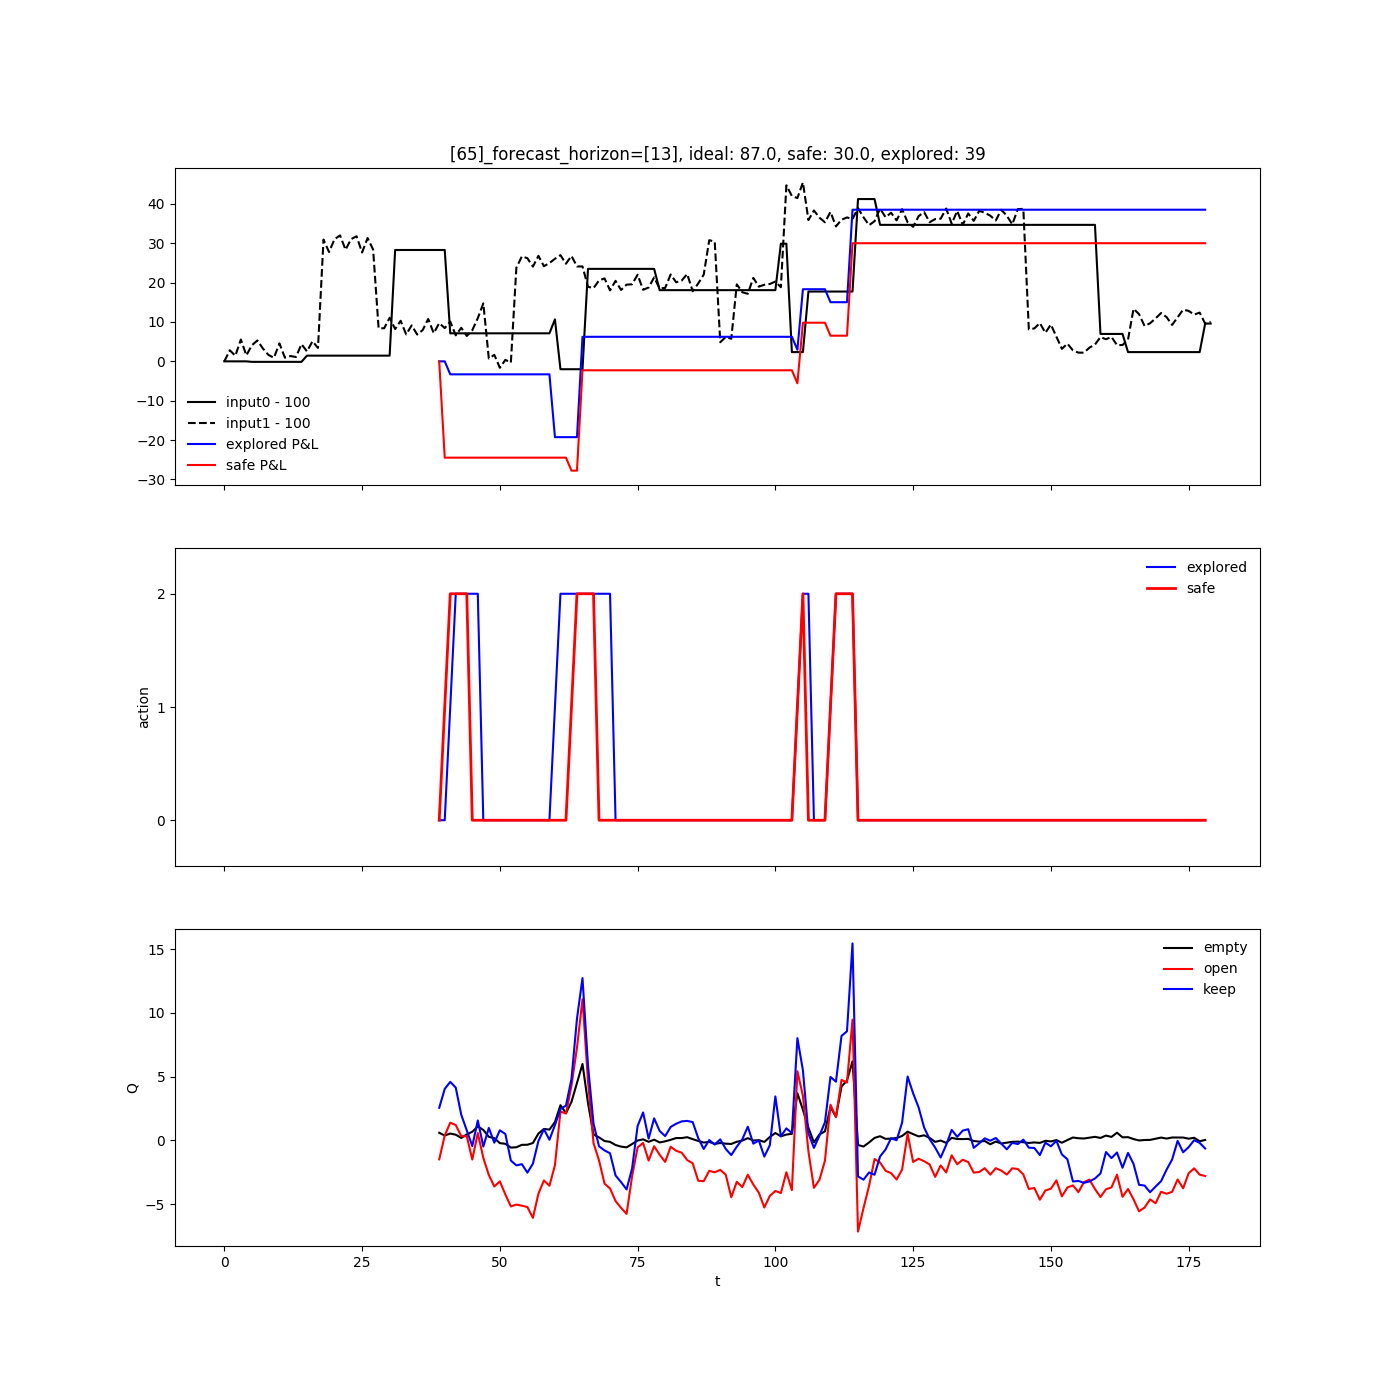 [65]_forecast_horizon=[13], ideal: 87.0, safe: 30.0, explored: 39
40
30
20
10
0
−10
−20
−30
input0 - 100
input1 - 100
explored P&L
safe P&L
2
1
0
action
explored
safe
15
10
5
0
−5
Q
empty
open
keep
0 25 50 75 100 125 150 175
t